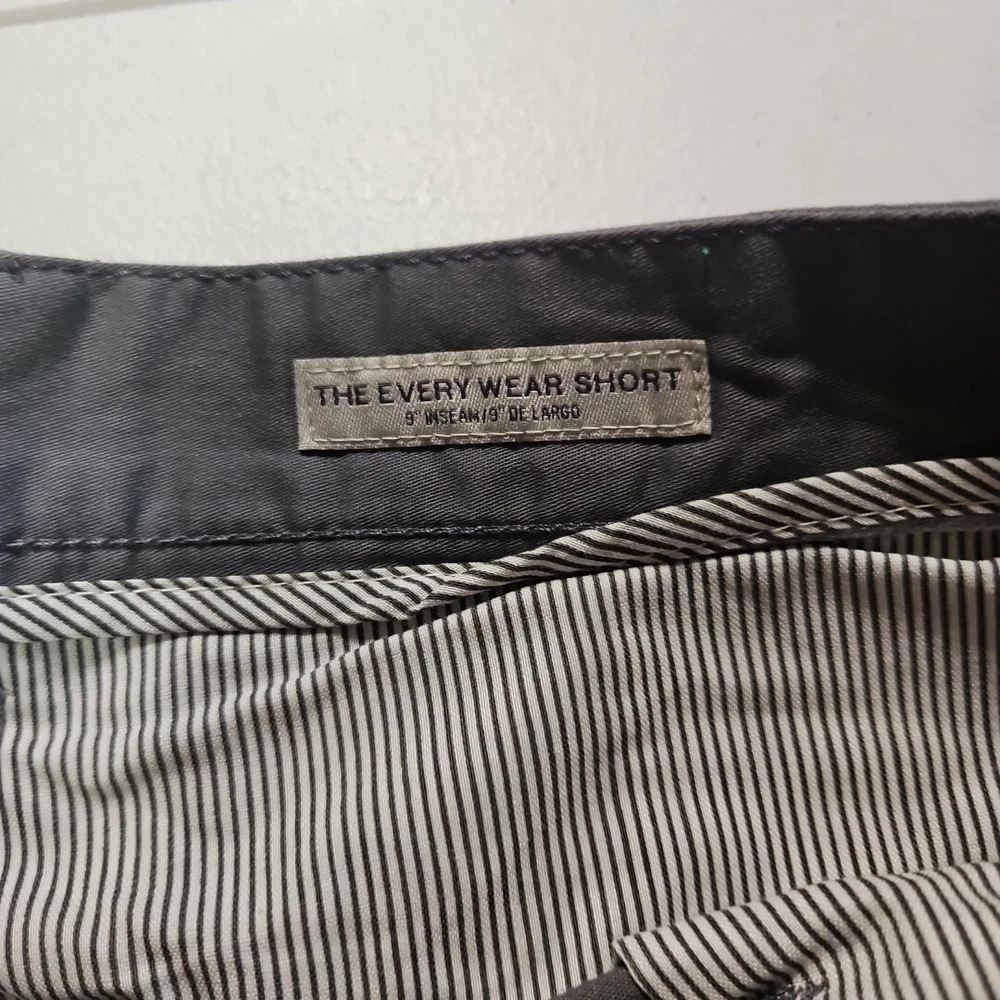 THE EVERY WEAR SHORT
9" INSEAM/9" DE LARGO